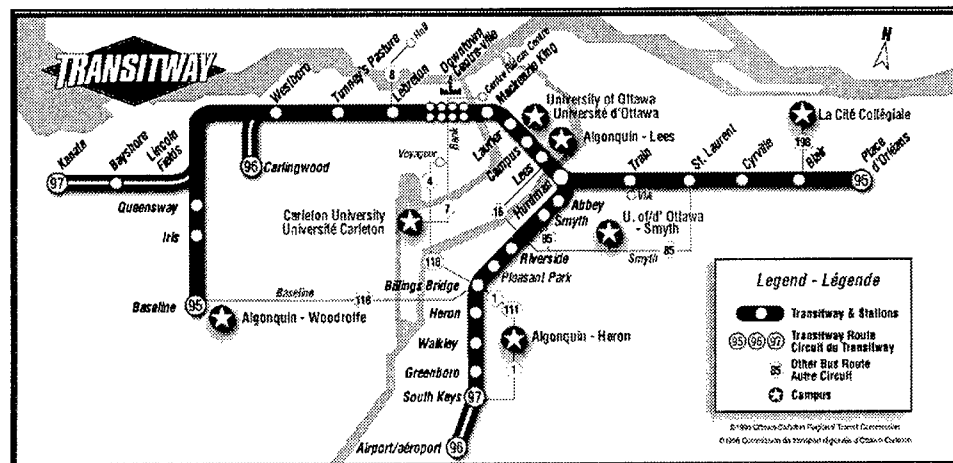 N
TRANSITWAY
Kanata
97
Bayshore
Lincoln
Fields
Westboro
Tunney's Pasture
Lebreton
8
Hull
Downtown
Centre-ville
Bank
Mackenzie King
University of Ottawa
Université d'Ottawa
Algonquin - Lees
La Cité Collégiale
198
Laurier
Campus
Lees
Hurdman
Train
VIA
St. Laurent
Cyrville
Blair
Place
d'Orléans
95
96
Carlingwood
Voyageur
4
7
Queensway
Iris
Carleton University
Université Carleton
16
Abbey
Smyth
85
U. of/d' Ottawa
- Smyth
Smyth
85
Riverside
Pleasant Park
118
Billings Bridge
Baseline
95
Baseline
118
Algonquin - Woodroffe
Heron
1
111
Algonquin - Heron
Walkley
Greenboro
1
South Keys
97
Airport/aéroport
96
Legend - Légende
Transitway & Stations
95 96 97
Transitway Route
Circuit du Transitway
85
Other Bus Route
Autre Circuit
Campus